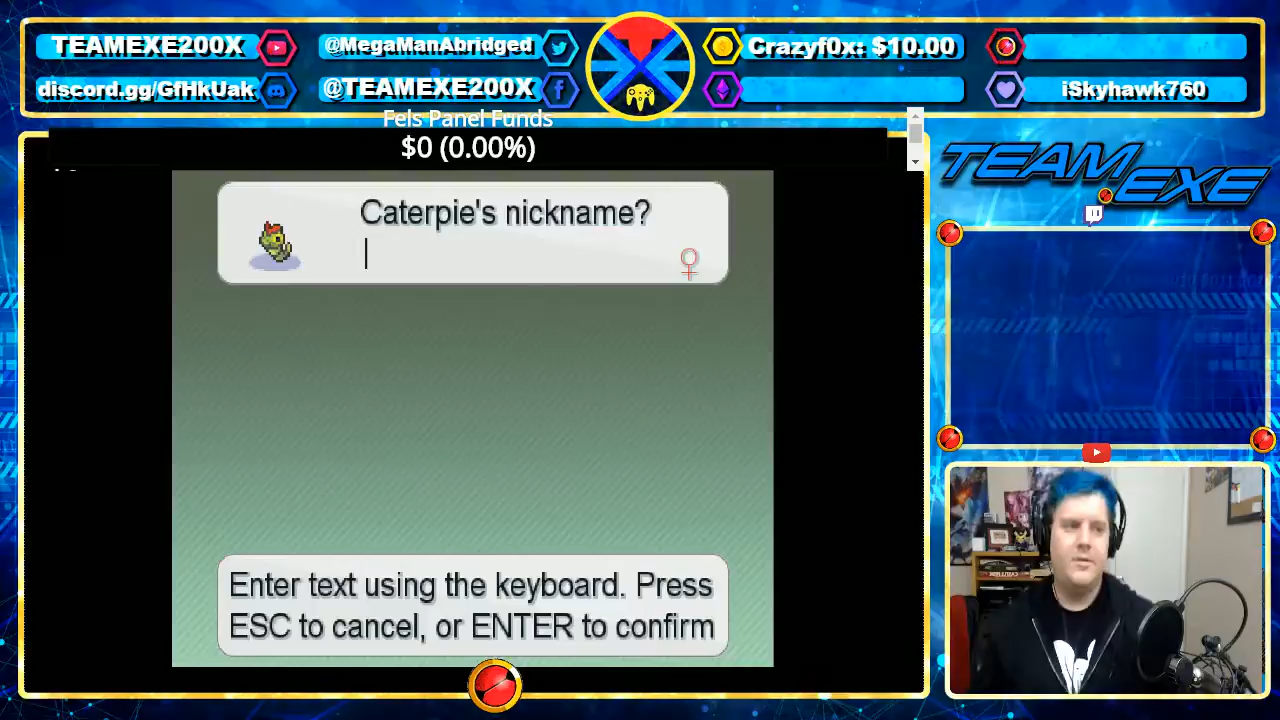 TEAMEXE200X
@MegaManAbridged
Crazyf0x: $10.00
discord.gg/GfHkUak
@TEAMEXE200X
iSkyhawk760
Fels Panel Funds
$0 (0.00%)
TEAM
EXE
Caterpie's nickname?
Enter text using the keyboard. Press
ESC to cancel, or ENTER to confirm